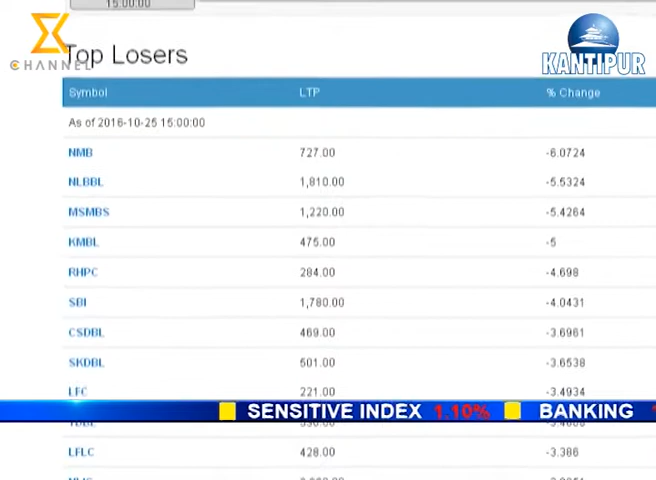 15:00:00
Top Losers
CHANNEL
KANTIPUR
Symbol LTP % Change
As of 2016-10-25 15:00:00
NMB 727.00 -6.0724
NLBBL 1,810.00 -5.5324
MSMBS 1,220.00 -5.4264
KMBL 475.00 -5
RHPC 284.00 -4.698
SBI 1,780.00 -4.0431
CSDBL 469.00 -3.6961
SKDBL 501.00 -3.6538
LFC 221.00 -3.4934
SENSITIVE INDEX 1.10% BANKING
LFLC 428.00 -3.386